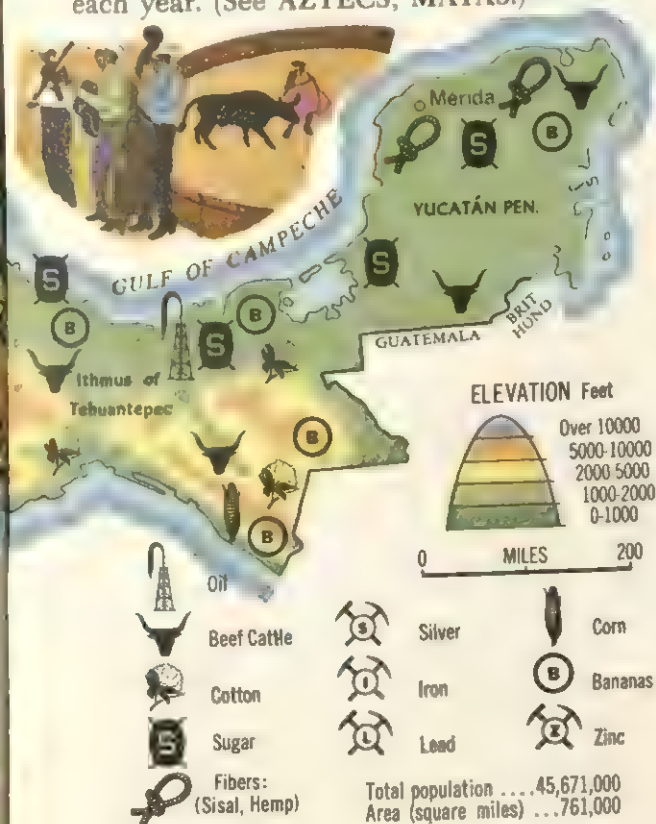 each year. (See AZTECS, MAYAS.)
Mérida
S
B
YUCATÁN PEN.
GULF OF CAMPECHE
S
S
B
B
S
GUATEMALA
BRIT
HOND
Ithmus of
Tehuantepec
B
B
ELEVATION Feet
Over 10000
5000-10000
2000-5000
1000-2000
0-1000
0 MILES 200
Oil
Beef Cattle
S Silver
Corn
Cotton
I Iron
B Bananas
S Sugar
L Lead
Z Zinc
Fibers:
(Sisal, Hemp)
Total population ....45,671,000
Area (square miles) ...761,000